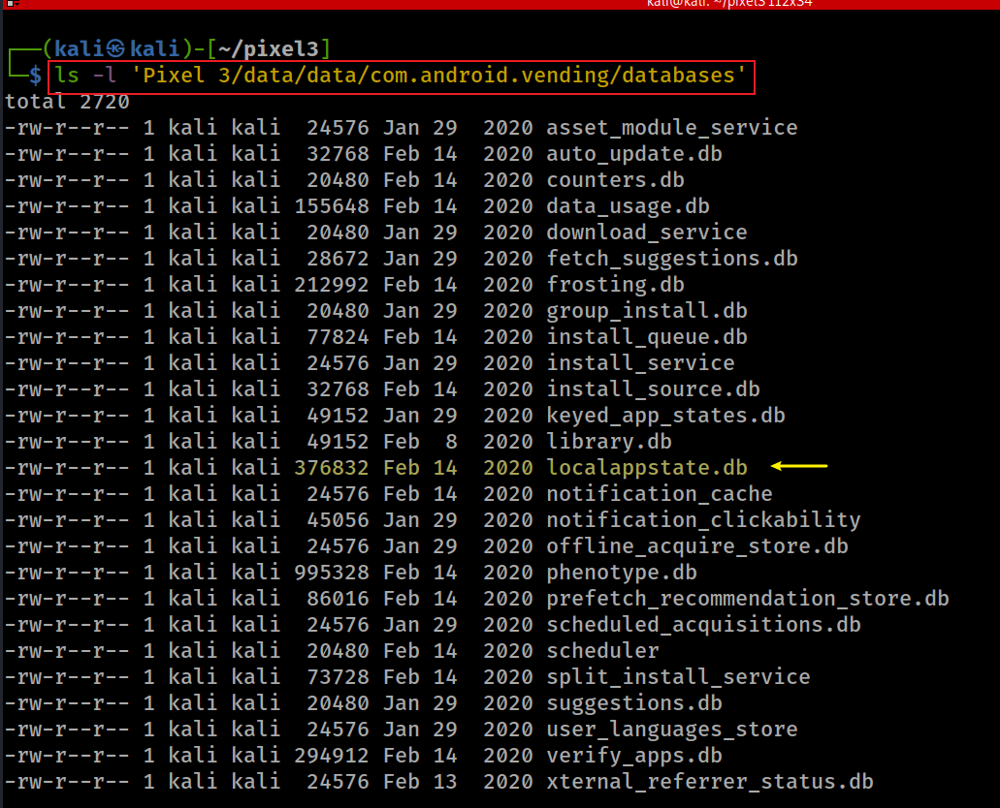 kali@kali: ~/pixel3 112x34
┌──(kali㉿kali)-[~/pixel3]
└─$ ls -l 'Pixel 3/data/data/com.android.vending/databases'
total 2720
-rw-r--r-- 1 kali kali  24576 Jan 29  2020 asset_module_service
-rw-r--r-- 1 kali kali  32768 Feb 14  2020 auto_update.db
-rw-r--r-- 1 kali kali  20480 Feb 14  2020 counters.db
-rw-r--r-- 1 kali kali 155648 Feb 14  2020 data_usage.db
-rw-r--r-- 1 kali kali  20480 Jan 29  2020 download_service
-rw-r--r-- 1 kali kali  28672 Jan 29  2020 fetch_suggestions.db
-rw-r--r-- 1 kali kali 212992 Feb 14  2020 frosting.db
-rw-r--r-- 1 kali kali  20480 Jan 29  2020 group_install.db
-rw-r--r-- 1 kali kali  77824 Feb 14  2020 install_queue.db
-rw-r--r-- 1 kali kali  24576 Jan 29  2020 install_service
-rw-r--r-- 1 kali kali  32768 Feb 14  2020 install_source.db
-rw-r--r-- 1 kali kali  49152 Jan 29  2020 keyed_app_states.db
-rw-r--r-- 1 kali kali  49152 Feb  8  2020 library.db
-rw-r--r-- 1 kali kali 376832 Feb 14  2020 localappstate.db
-rw-r--r-- 1 kali kali  24576 Feb 14  2020 notification_cache
-rw-r--r-- 1 kali kali  45056 Jan 29  2020 notification_clickability
-rw-r--r-- 1 kali kali  24576 Jan 29  2020 offline_acquire_store.db
-rw-r--r-- 1 kali kali 995328 Feb 14  2020 phenotype.db
-rw-r--r-- 1 kali kali  86016 Feb 14  2020 prefetch_recommendation_store.db
-rw-r--r-- 1 kali kali  24576 Jan 29  2020 scheduled_acquisitions.db
-rw-r--r-- 1 kali kali  20480 Feb 14  2020 scheduler
-rw-r--r-- 1 kali kali  73728 Feb 14  2020 split_install_service
-rw-r--r-- 1 kali kali  20480 Jan 29  2020 suggestions.db
-rw-r--r-- 1 kali kali  24576 Jan 29  2020 user_languages_store
-rw-r--r-- 1 kali kali 294912 Feb 14  2020 verify_apps.db
-rw-r--r-- 1 kali kali  24576 Feb 13  2020 xternal_referrer_status.db